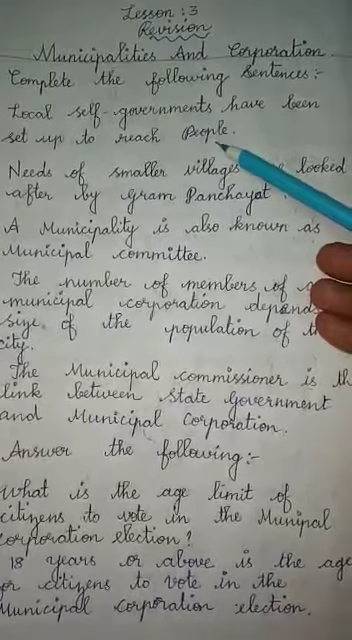 Lesson : 3
Revision
Municipalities And Corporation
Complete the following Sentences:-
Local self-governments have been
set up to reach People.
Needs of smaller villages looked
after by Gram Panchayat.
A Municipality is also known as
Municipal committee.
The number of members of
municipal corporation depend
size of the population of
city.
The Municipal commissioner is th
link between State Government
and Municipal Corporation.
Answer the following:-
What is the age limit of
citizens to vote in the Munipal
corporation election?
18 years or above is the age
or citizens to vote in the
Municipal corporation election.